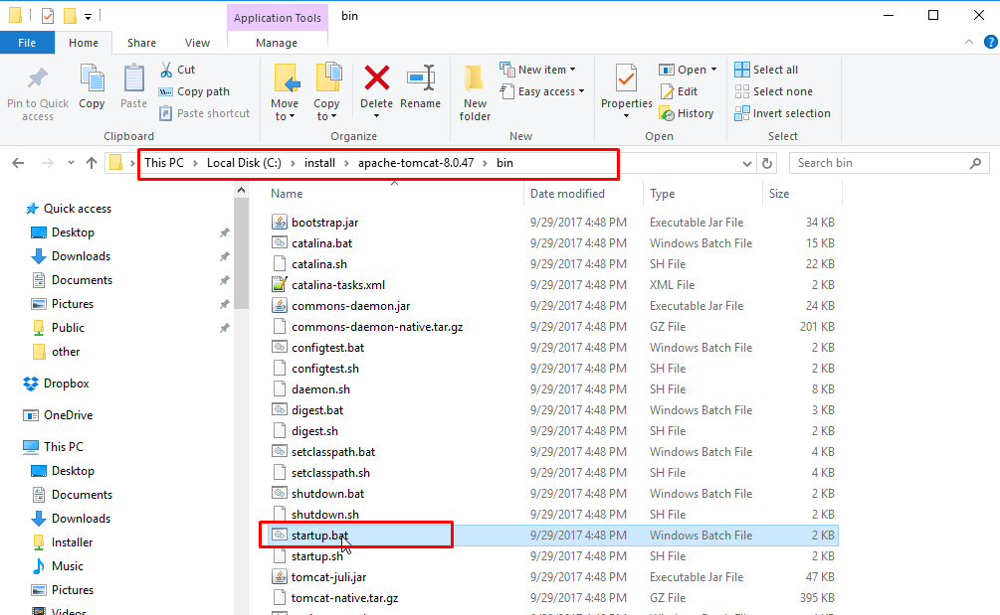 Application Tools bin
File Home Share View Manage
Pin to Quick access
Copy
Paste
Cut
Copy path
Paste shortcut
Clipboard
Move to
Copy to
Delete
Rename
Organize
New folder
New item
Easy access
New
Properties
Open
Edit
History
Open
Select all
Select none
Invert selection
Select
This PC > Local Disk (C:) > install > apache-tomcat-8.0.47 > bin
Search bin
Quick access
Desktop
Downloads
Documents
Pictures
Public
other
Dropbox
OneDrive
This PC
Desktop
Documents
Downloads
Installer
Music
Pictures
Videos
Name Date modified Type Size
bootstrap.jar 9/29/2017 4:48 PM Executable Jar File 34 KB
catalina.bat 9/29/2017 4:48 PM Windows Batch File 15 KB
catalina.sh 9/29/2017 4:48 PM SH File 22 KB
catalina-tasks.xml 9/29/2017 4:48 PM XML File 2 KB
commons-daemon.jar 9/29/2017 4:48 PM Executable Jar File 24 KB
commons-daemon-native.tar.gz 9/29/2017 4:48 PM GZ File 201 KB
configtest.bat 9/29/2017 4:48 PM Windows Batch File 2 KB
configtest.sh 9/29/2017 4:48 PM SH File 2 KB
daemon.sh 9/29/2017 4:48 PM SH File 8 KB
digest.bat 9/29/2017 4:48 PM Windows Batch File 3 KB
digest.sh 9/29/2017 4:48 PM SH File 2 KB
setclasspath.bat 9/29/2017 4:48 PM Windows Batch File 4 KB
setclasspath.sh 9/29/2017 4:48 PM SH File 4 KB
shutdown.bat 9/29/2017 4:48 PM Windows Batch File 2 KB
shutdown.sh 9/29/2017 4:48 PM SH File 2 KB
startup.bat 9/29/2017 4:48 PM Windows Batch File 2 KB
startup.sh 9/29/2017 4:48 PM SH File 2 KB
tomcat-juli.jar 9/29/2017 4:48 PM Executable Jar File 47 KB
tomcat-native.tar.gz 9/29/2017 4:48 PM GZ File 395 KB